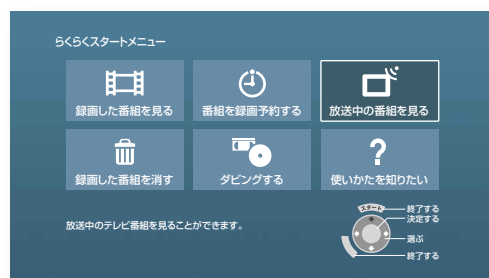 らくらくスタートメニュー
録画した番組を見る
番組を録画予約する
放送中の番組を見る
録画した番組を消す
ダビングする
使いかたを知りたい
放送中のテレビ番組を見ることができます。
スタート
終了する
決定する
選ぶ
終了する